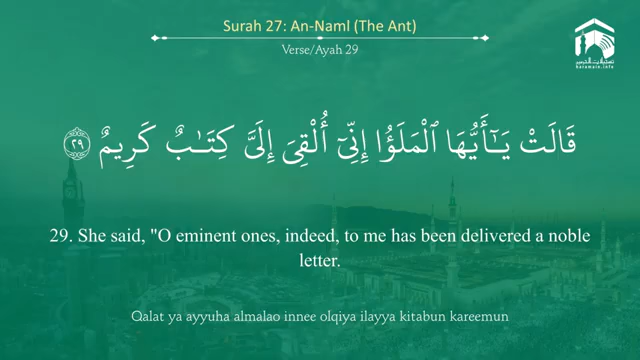 Surah 27: An-Naml (The Ant)
Verse/Ayah 29
قَالَتْ يَـٰٓأَيُّهَا ٱلْمَلَؤُا۟ إِنِّىٓ أُلْقِىَ إِلَىَّ كِتَـٰبٌ كَرِيمٌ ٢٩
29. She said, "O eminent ones, indeed, to me has been delivered a noble
letter.
Qalat ya ayyuha almalao innee olqiya ilayya kitabun kareemun